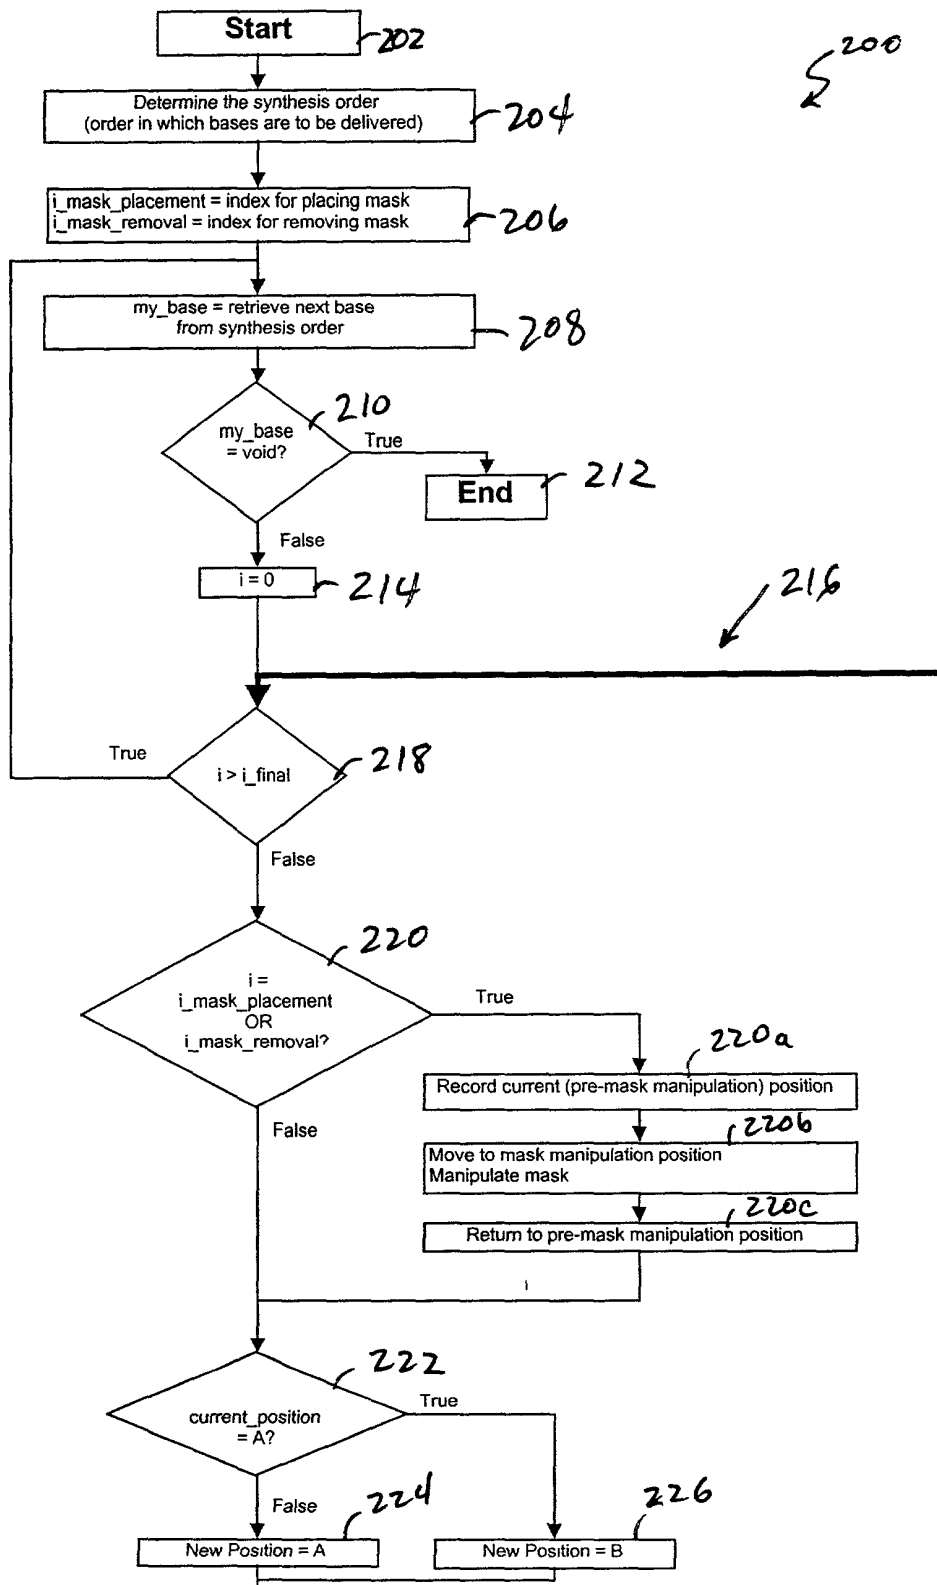 Start
202
200
Determine the synthesis order
(order in which bases are to be delivered)
204
i_mask_placement = index for placing mask
i_mask_removal = index for removing mask
206
my_base = retrieve next base
from synthesis order
208
my_base
= void?
210
True
End
212
False
i = 0
214
216
True
i > i_final
218
False
220
i =
i_mask_placement
OR
i_mask_removal?
True
220a
Record current (pre-mask manipulation) position
False
220b
Move to mask manipulation position
Manipulate mask
220c
Return to pre-mask manipulation position
222
current_position
= A?
True
False
224
New Position = A
226
New Position = B